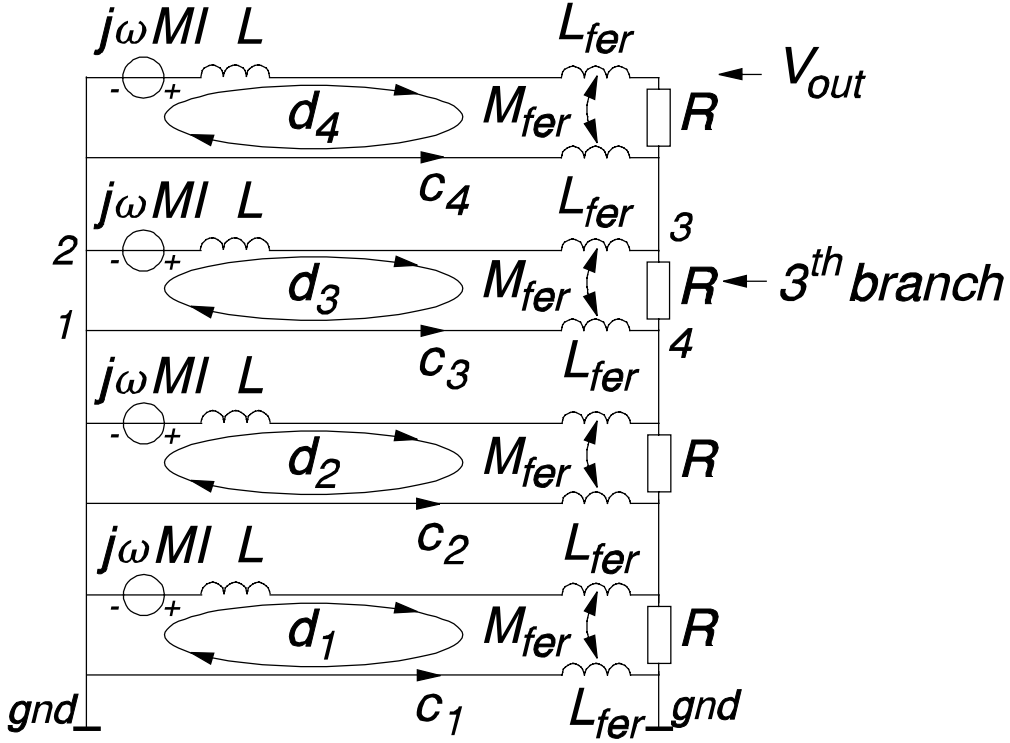 jωMI L L_fer
V_out
d_4 M_fer R
c_4
jωMI L L_fer
2 3
d_3 M_fer R 3^th branch
1 4
c_3 L_fer
jωMI L
d_2 M_fer R
c_2
jωMI L L_fer
d_1 M_fer R
c_1 L_fer
gnd gnd